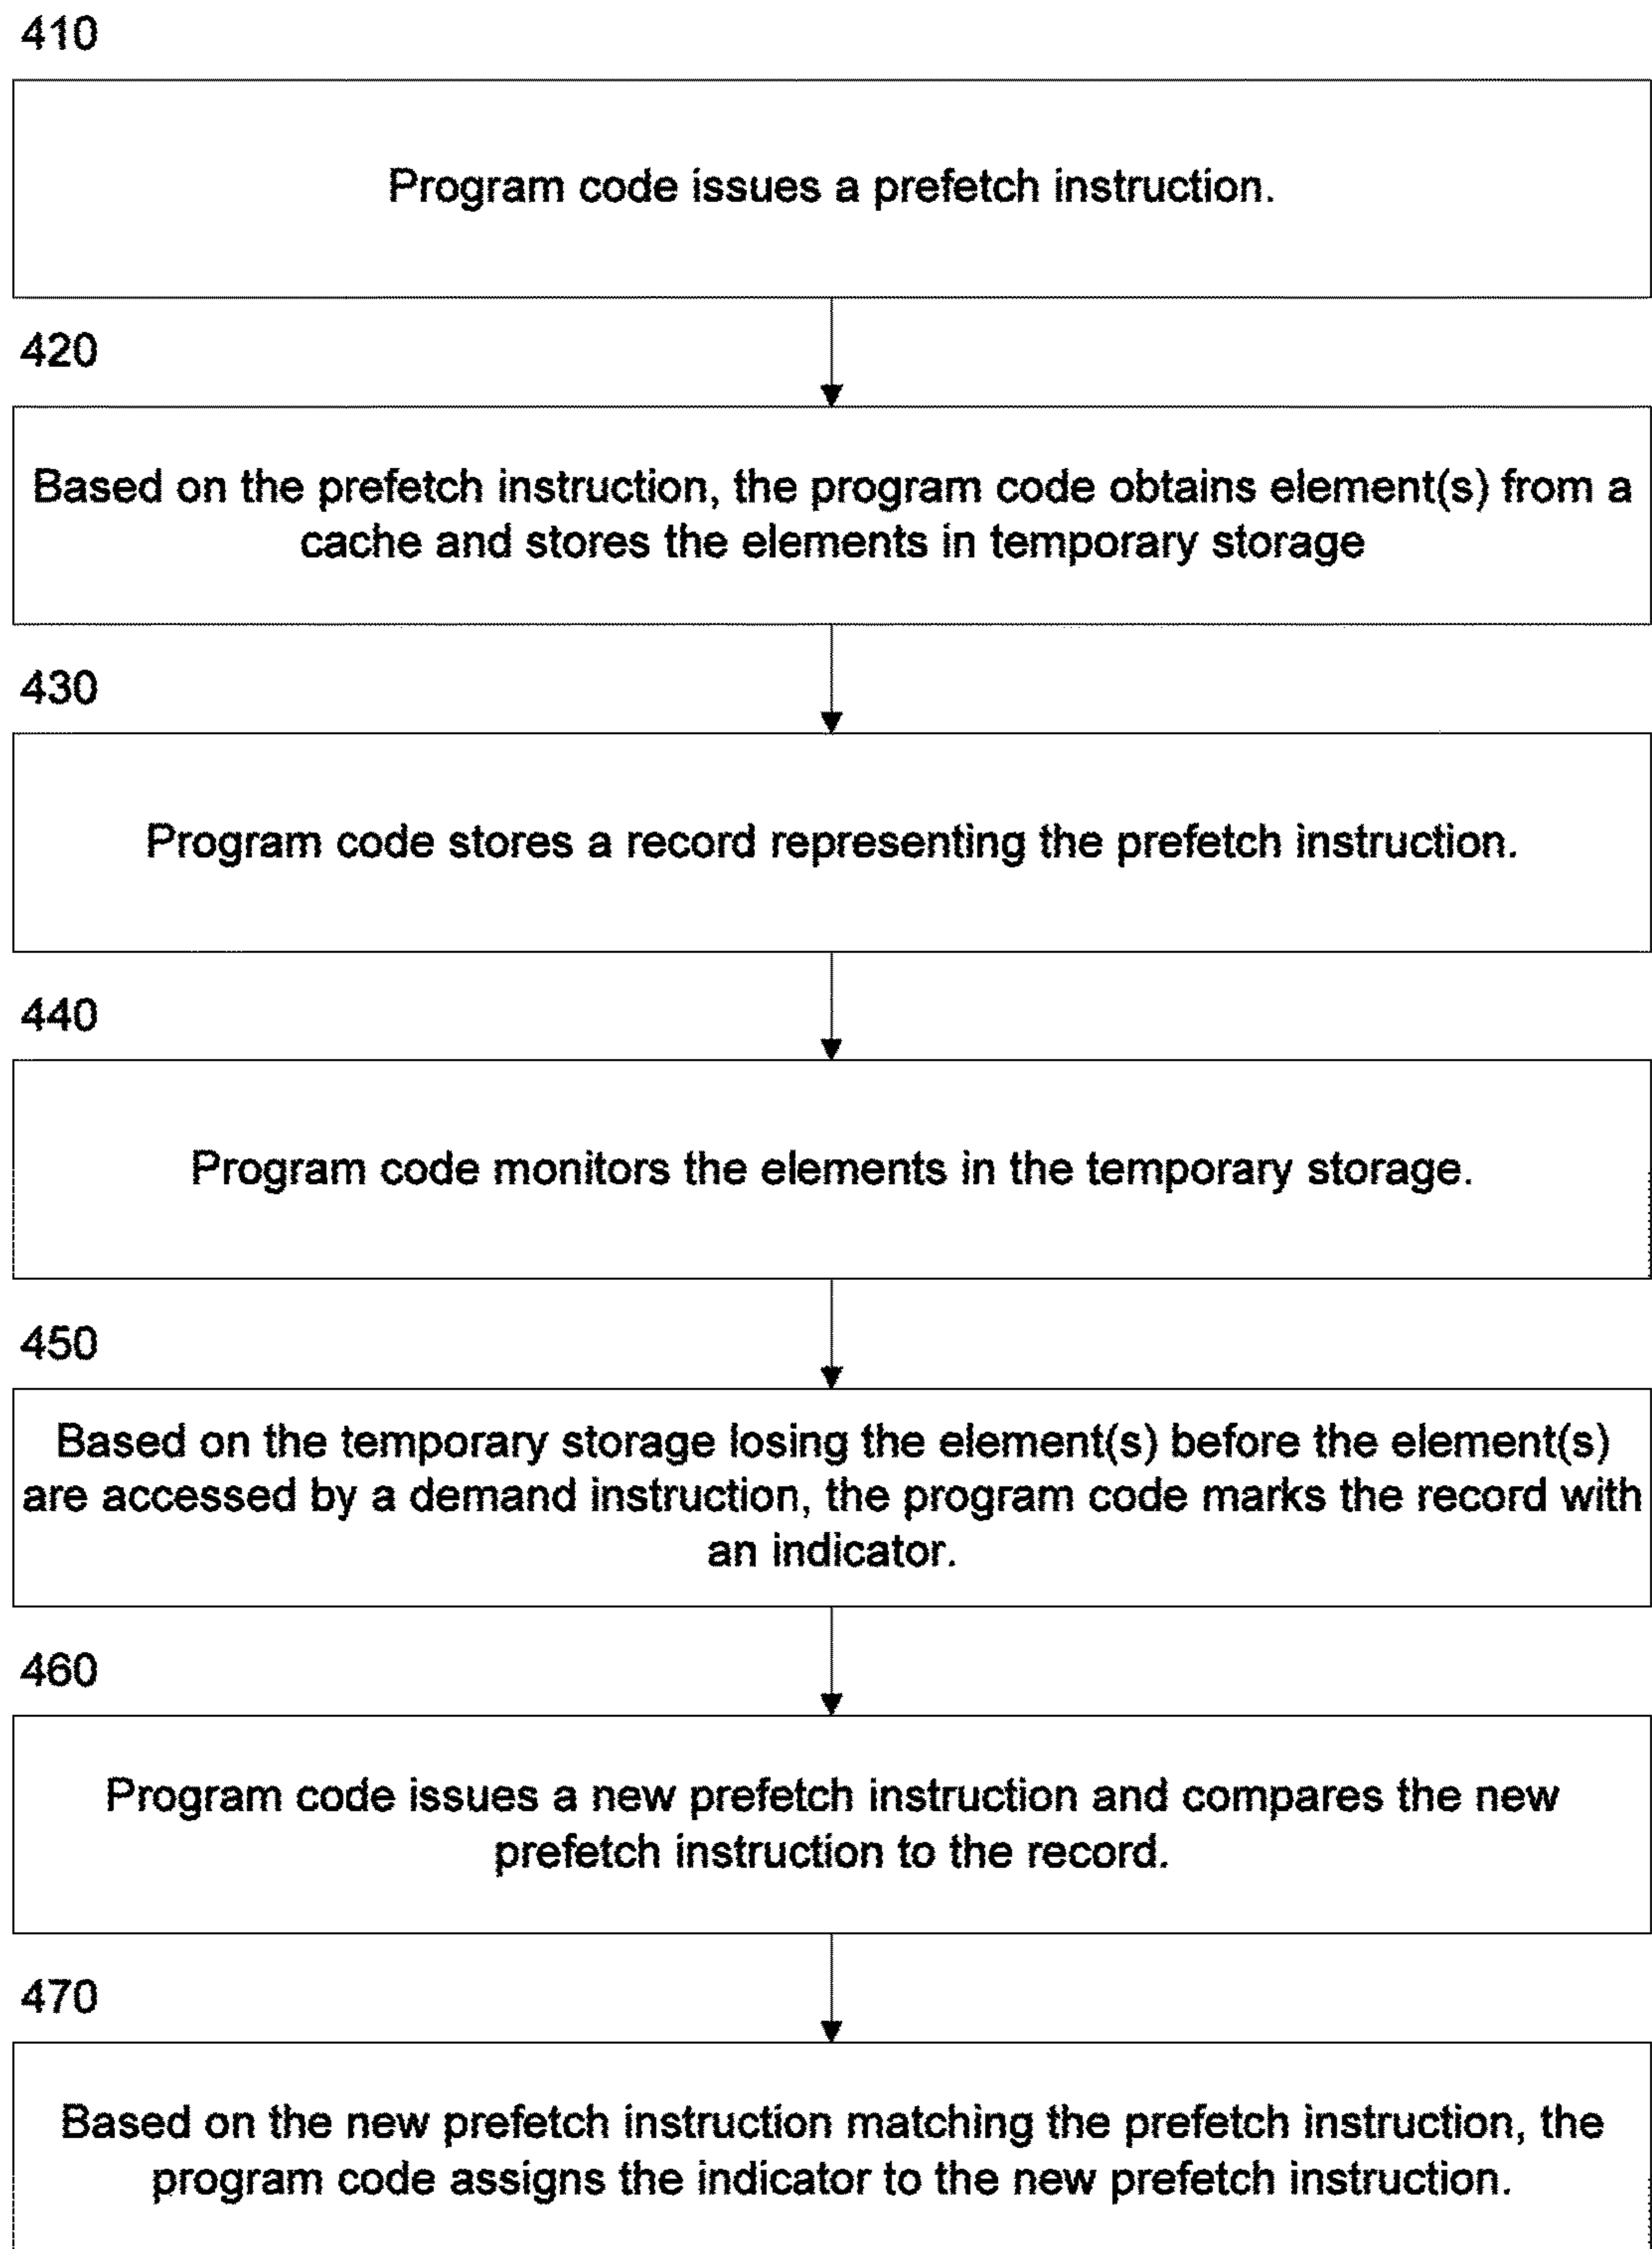 410
Program code issues a prefetch instruction.
420
Based on the prefetch instruction, the program code obtains element(s) from a
cache and stores the elements in temporary storage
430
Program code stores a record representing the prefetch instruction.
440
Program code monitors the elements in the temporary storage.
450
Based on the temporary storage losing the element(s) before the element(s)
are accessed by a demand instruction, the program code marks the record with
an indicator.
460
Program code issues a new prefetch instruction and compares the new
prefetch instruction to the record.
470
Based on the new prefetch instruction matching the prefetch instruction, the
program code assigns the indicator to the new prefetch instruction.